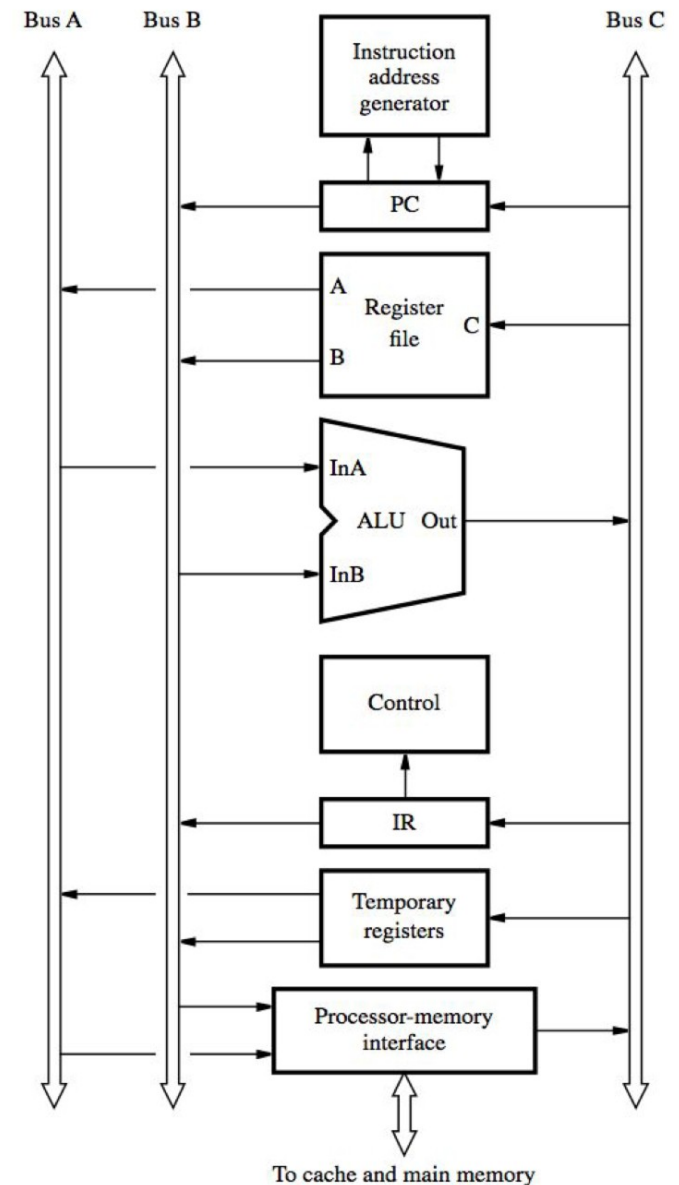 Bus A
Bus B
Bus C
Instruction
address
generator
PC
A
Register
file
C
B
InA
ALU
Out
InB
Control
IR
Temporary
registers
Processor-memory
interface
To cache and main memory